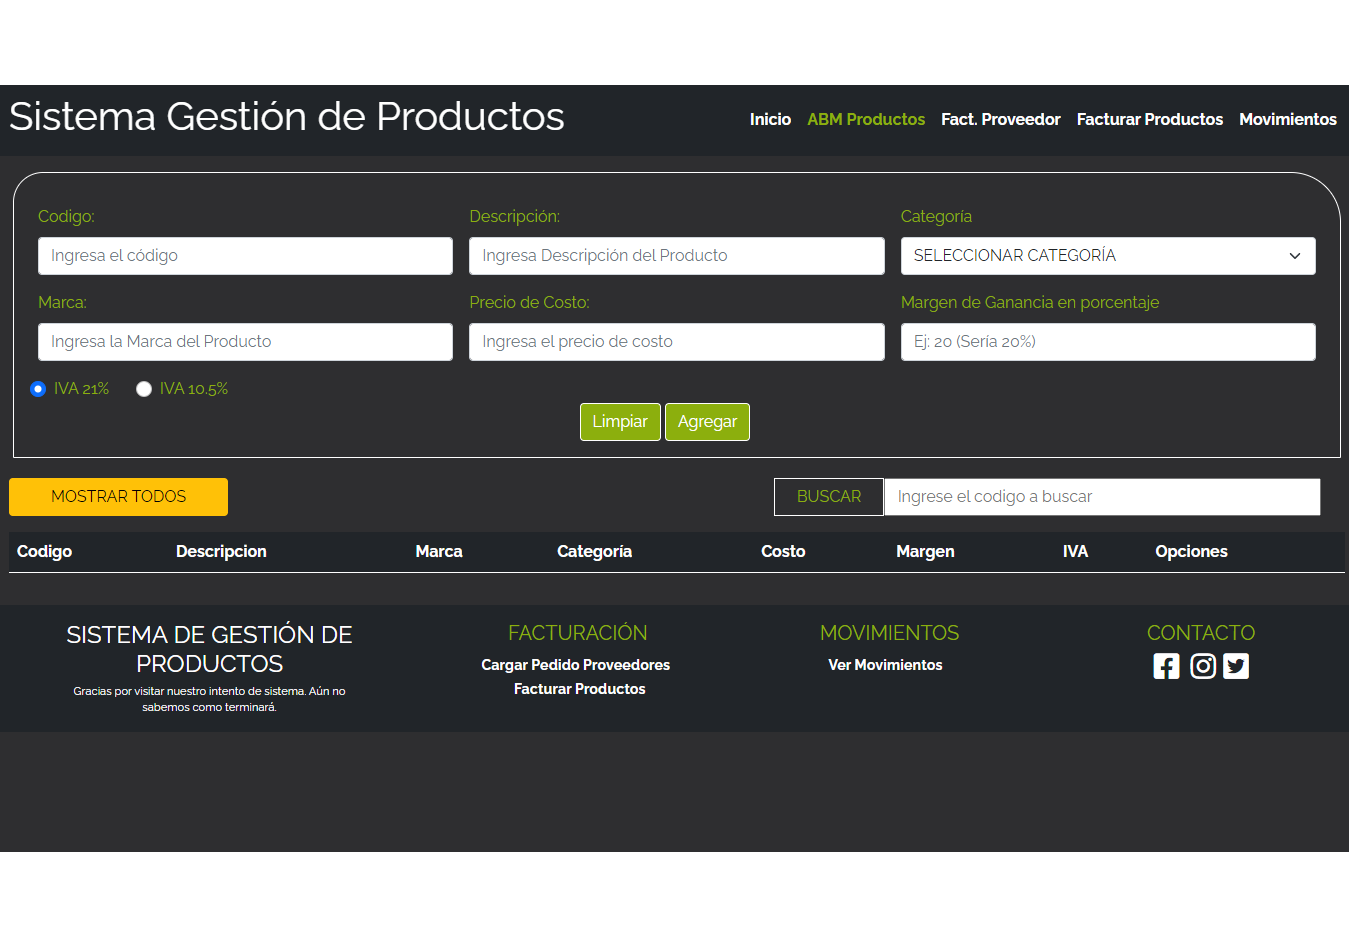 Sistema Gestión de Productos
Inicio ABM Productos Fact. Proveedor Facturar Productos Movimientos
Codigo: Descripción: Categoría
Ingresa el código Ingresa Descripción del Producto SELECCIONAR CATEGORÍA
Marca: Precio de Costo: Margen de Ganancia en porcentaje
Ingresa la Marca del Producto Ingresa el precio de costo Ej: 20 (Sería 20%)
IVA 21% IVA 10.5%
Limpiar Agregar
MOSTRAR TODOS BUSCAR Ingrese el codigo a buscar
Codigo Descripcion Marca Categoría Costo Margen IVA Opciones
SISTEMA DE GESTIÓN DE
PRODUCTOS
Gracias por visitar nuestro intento de sistema. Aún no
sabemos como terminará.
FACTURACIÓN
Cargar Pedido Proveedores
Facturar Productos
MOVIMIENTOS
Ver Movimientos
CONTACTO